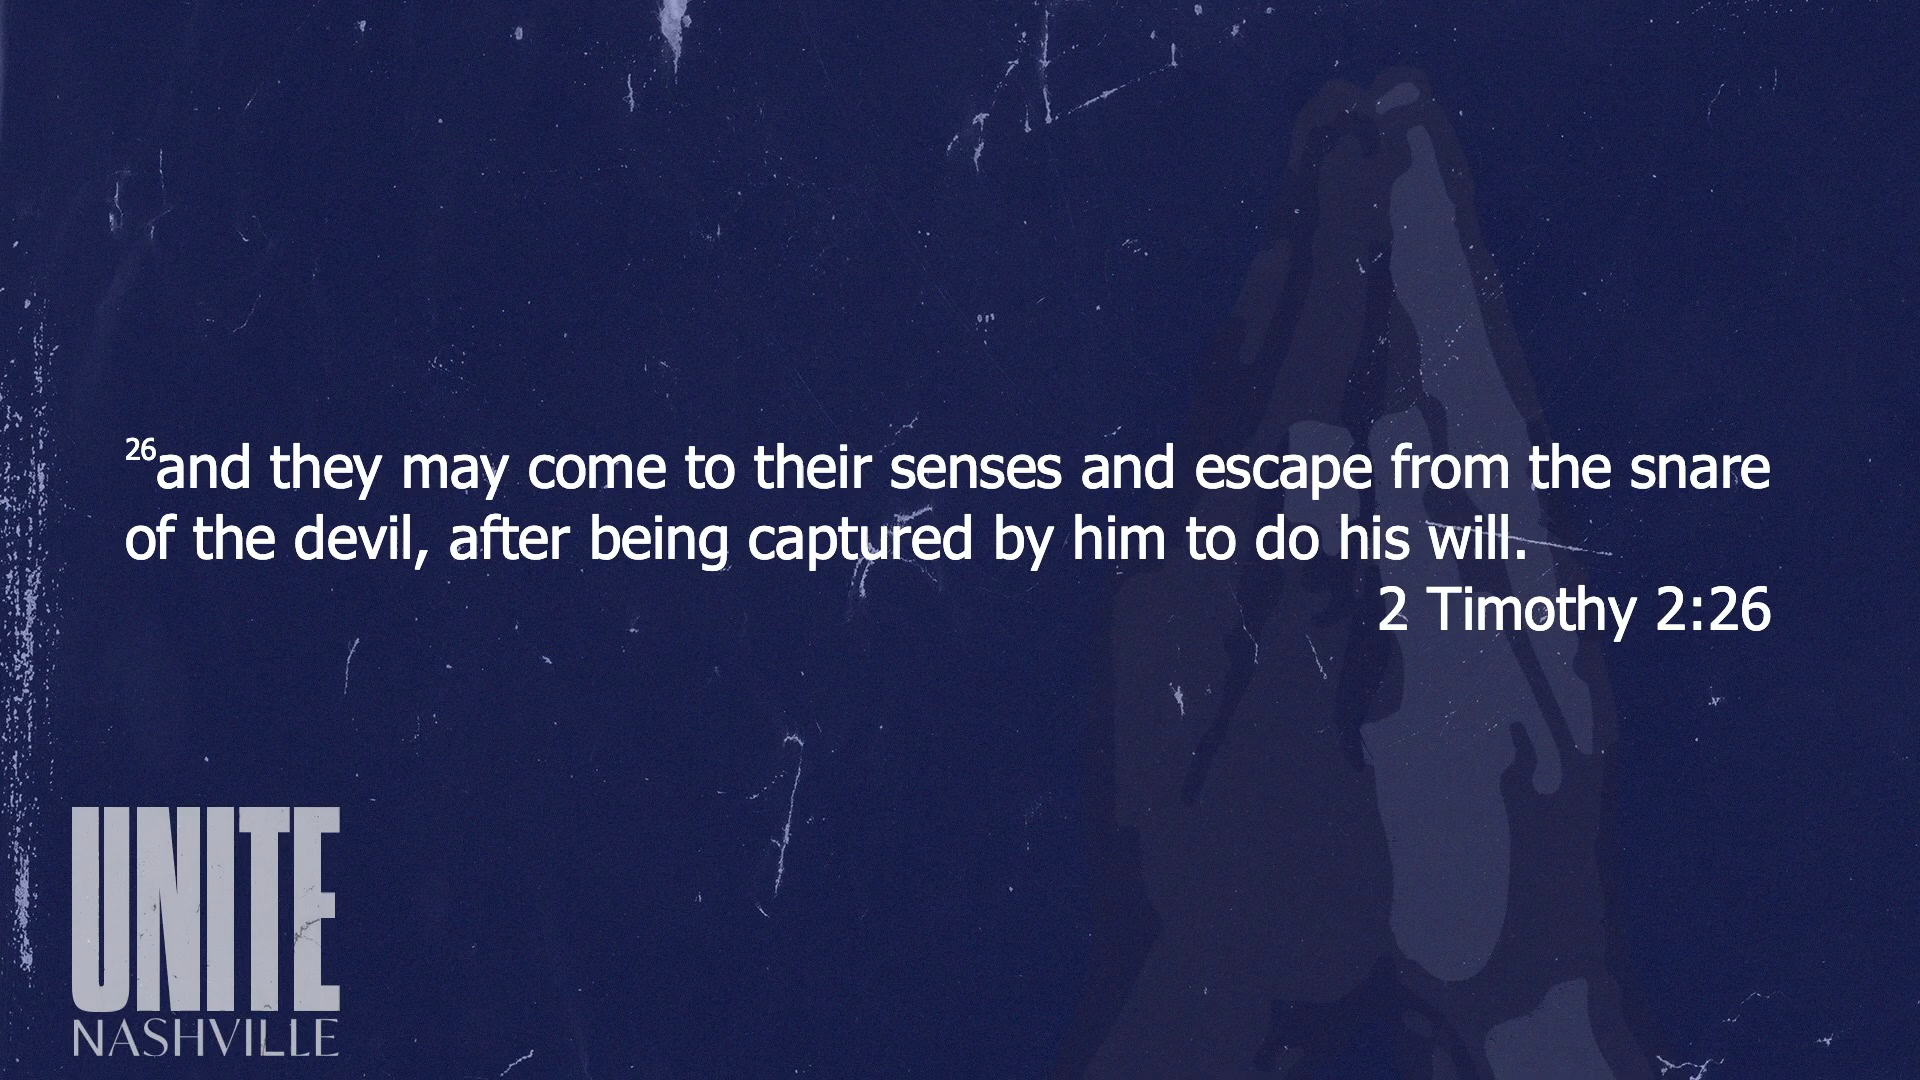 26and they may come to their senses and escape from the snare
of the devil, after being captured by him to do his will.
2 Timothy 2:26
UNITE
NASHVILLE